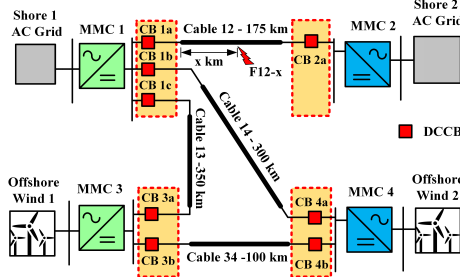 Shore 1
AC Grid
MMC 1
CB 1a
CB 1b
CB 1c
Cable 12 - 175 km
x km
F12-x
CB 2a
MMC 2
Shore 2
AC Grid
DCCB
Cable 13 -350 km
Cable 14 - 300 km
Offshore
Wind 1
MMC 3
CB 3a
CB 3b
Cable 34 -100 km
CB 4a
CB 4b
MMC 4
Offshore
Wind 2